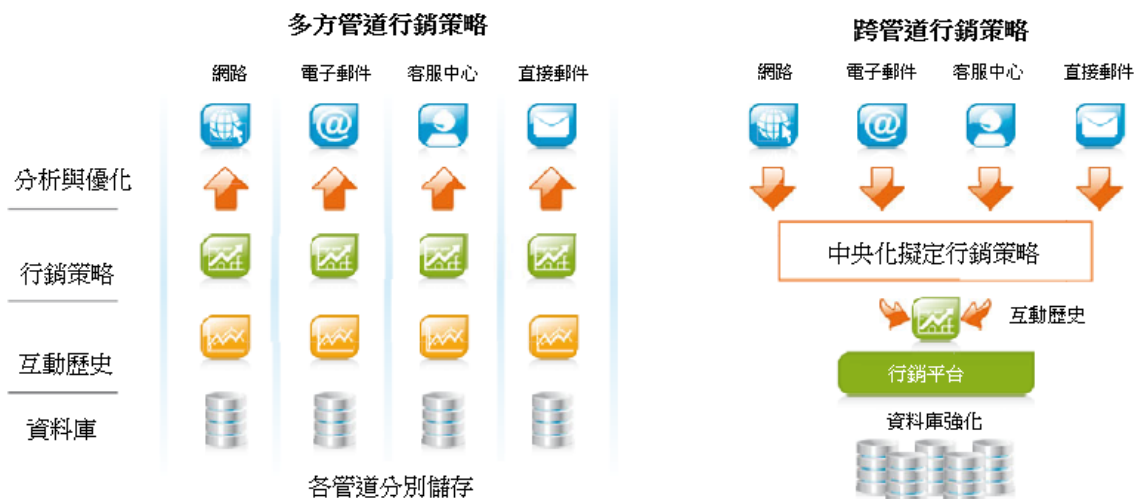 多方管道行銷策略
網路 電子郵件 客服中心 直接郵件
分析與優化
行銷策略
互動歷史
資料庫
各管道分別儲存
跨管道行銷策略
網路 電子郵件 客服中心 直接郵件
中央化擬定行銷策略
互動歷史
行銷平台
資料庫強化